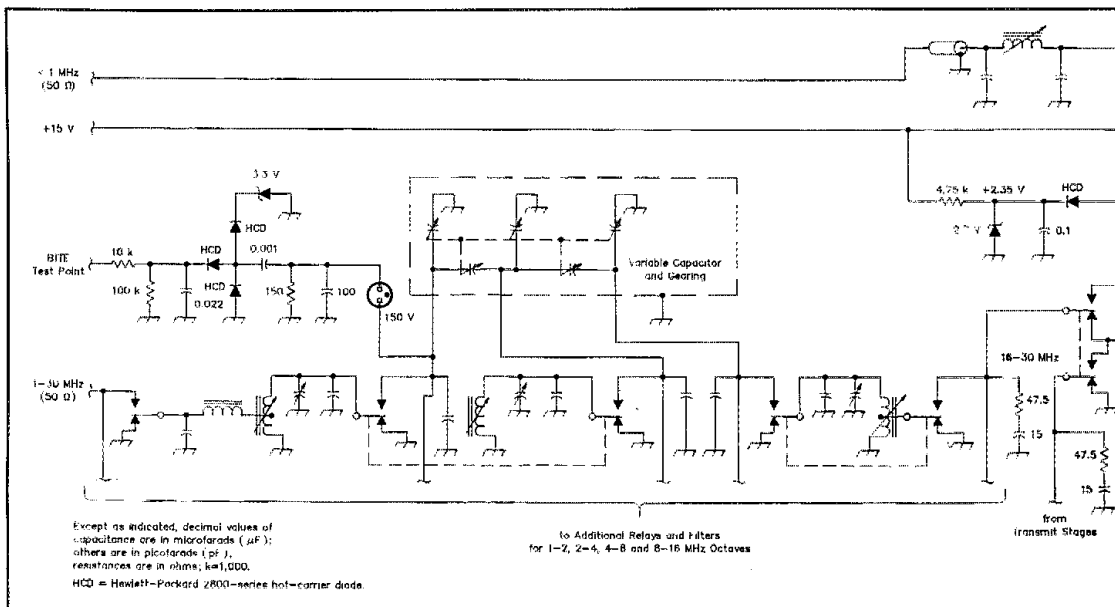 < 1 MHz
(50 Ω)
+15 V
3.3 V
HCD
4.75 k
+2.35 V
HCD
0.1
BITE
Test Point
10 k
HCD
0.001
HCD
100 k
0.022
150
100
150 V
Variable Capacitor
and Gearing
1–30 MHz
(50 Ω)
16–30 MHz
47.5
15
47.5
15
from
Transmit Stages
to Additional Relays and Filters
for 1–2, 2–4, 4–8 and 8–16 MHz Octaves
Except as indicated, decimal values of
capacitance are in microfarads (µF);
others are in picofarads (pF),
resistances are in ohms; k=1,000.
HCD = Hewlett-Packard 2800-series hot-carrier diode.